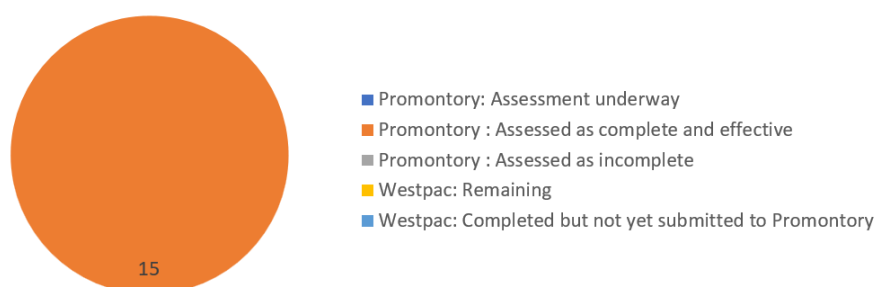 Promontory: Assessment underway
Promontory : Assessed as complete and effective
Promontory : Assessed as incomplete
Westpac: Remaining
Westpac: Completed but not yet submitted to Promontory
15